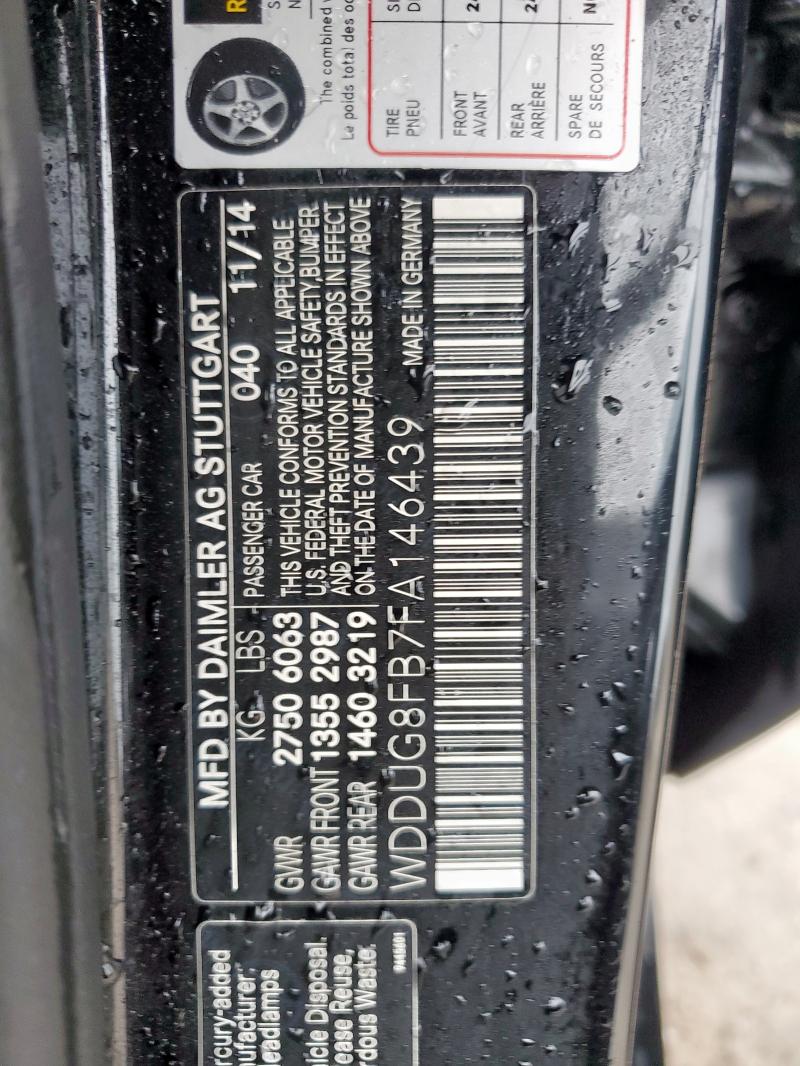 MFD BY DAIMLER AG STUTTGART
KG LBS PASSENGER CAR 040 11/14
GVWR 2750 6063 THIS VEHICLE CONFORMS TO ALL APPLICABLE
GAWR FRONT 1355 2987 U.S. FEDERAL MOTOR VEHICLE SAFETY BUMPER
GAWR REAR 1460 3219 AND THEFT PREVENTION STANDARDS IN EFFECT
ON THE DATE OF MANUFACTURE SHOWN ABOVE
WDDUG8FB7FA146439 -MADE IN GERMANY
The combined
Le poids total des
TIRE
PNEU
FRONT
AVANT
REAR
ARRIÈRE
SPARE
DE SECOURS
rcury-added
nufacturer
eadlamps
hicle Disposal.
ease Reuse,
rdous Waste.